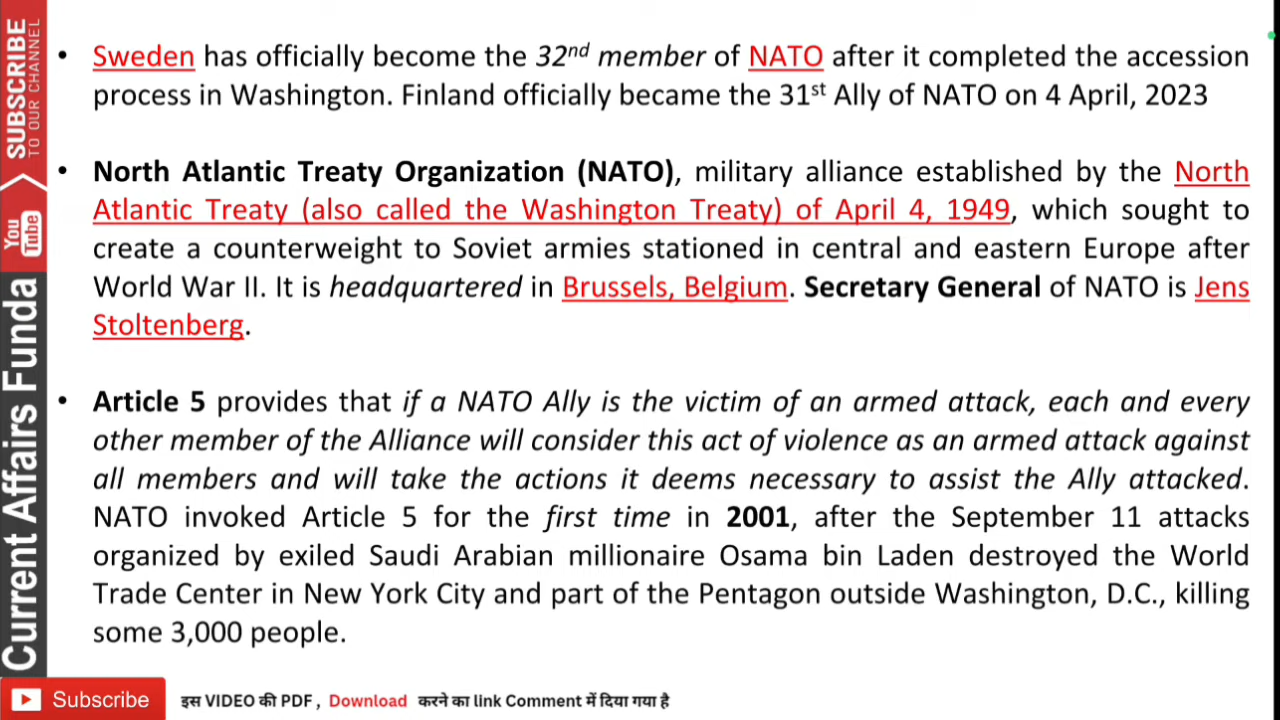 • Sweden has officially become the 32nd member of NATO after it completed the accession
process in Washington. Finland officially became the 31st Ally of NATO on 4 April, 2023
• North Atlantic Treaty Organization (NATO), military alliance established by the North
Atlantic Treaty (also called the Washington Treaty) of April 4, 1949, which sought to
create a counterweight to Soviet armies stationed in central and eastern Europe after
World War II. It is headquartered in Brussels, Belgium. Secretary General of NATO is Jens
Stoltenberg.
• Article 5 provides that if a NATO Ally is the victim of an armed attack, each and every
other member of the Alliance will consider this act of violence as an armed attack against
all members and will take the actions it deems necessary to assist the Ally attacked.
NATO invoked Article 5 for the first time in 2001, after the September 11 attacks
organized by exiled Saudi Arabian millionaire Osama bin Laden destroyed the World
Trade Center in New York City and part of the Pentagon outside Washington, D.C., killing
some 3,000 people.
SUBSCRIBE
TO OUR CHANNEL
You
Tube
Current Affairs Funda
Subscribe
इस VIDEO की PDF , Download करने का link Comment में दिया गया है